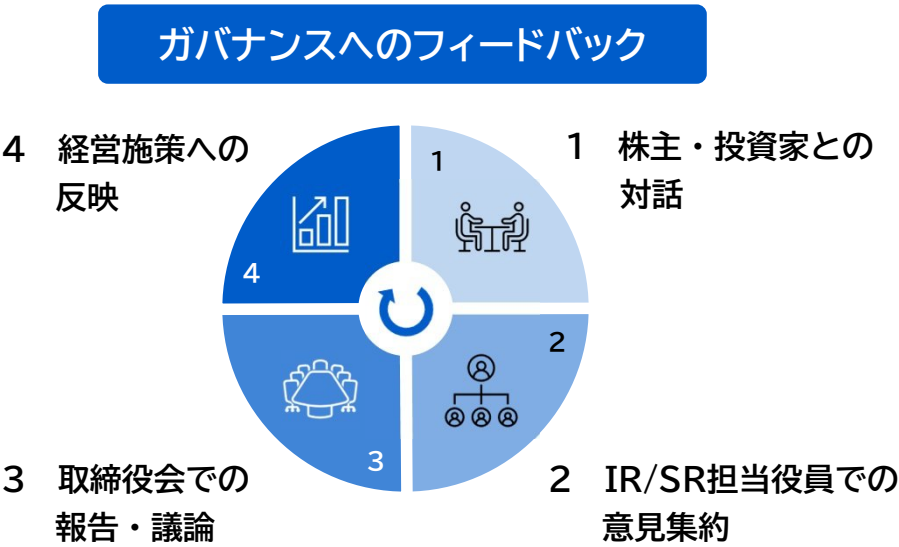 ガバナンスへのフィードバック
1 株主・投資家との
対話
2 IR/SR担当役員での
意見集約
3 取締役会での
報告・議論
4 経営施策への
反映
1
2
3
4